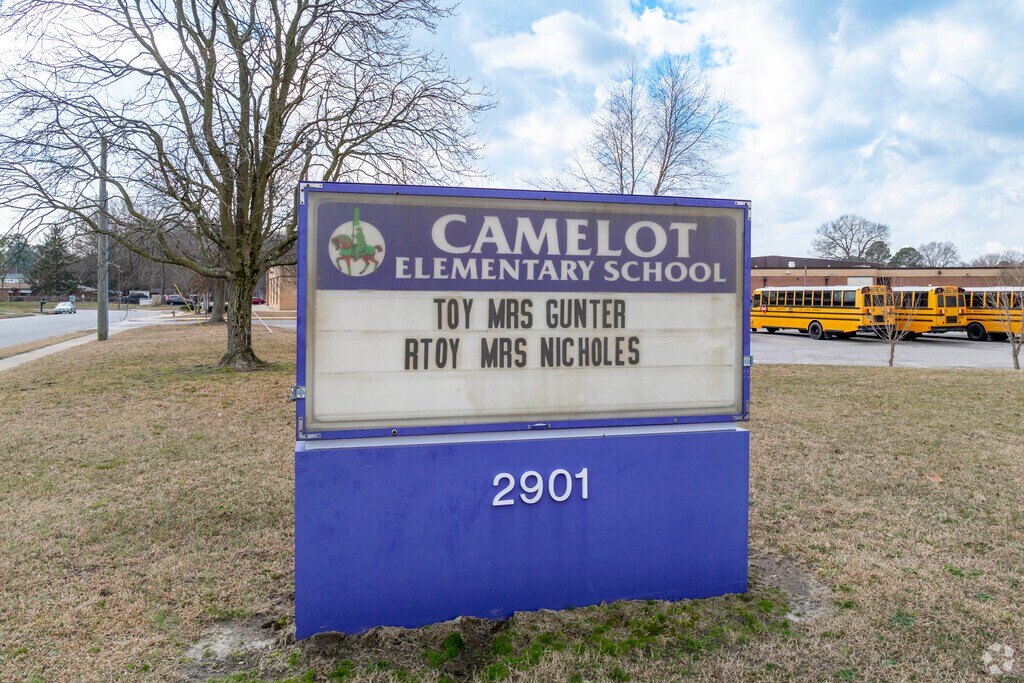 CAMELOT
ELEMENTARY SCHOOL
TOY MRS GUNTER
RTOY MRS NICHOLES
2901